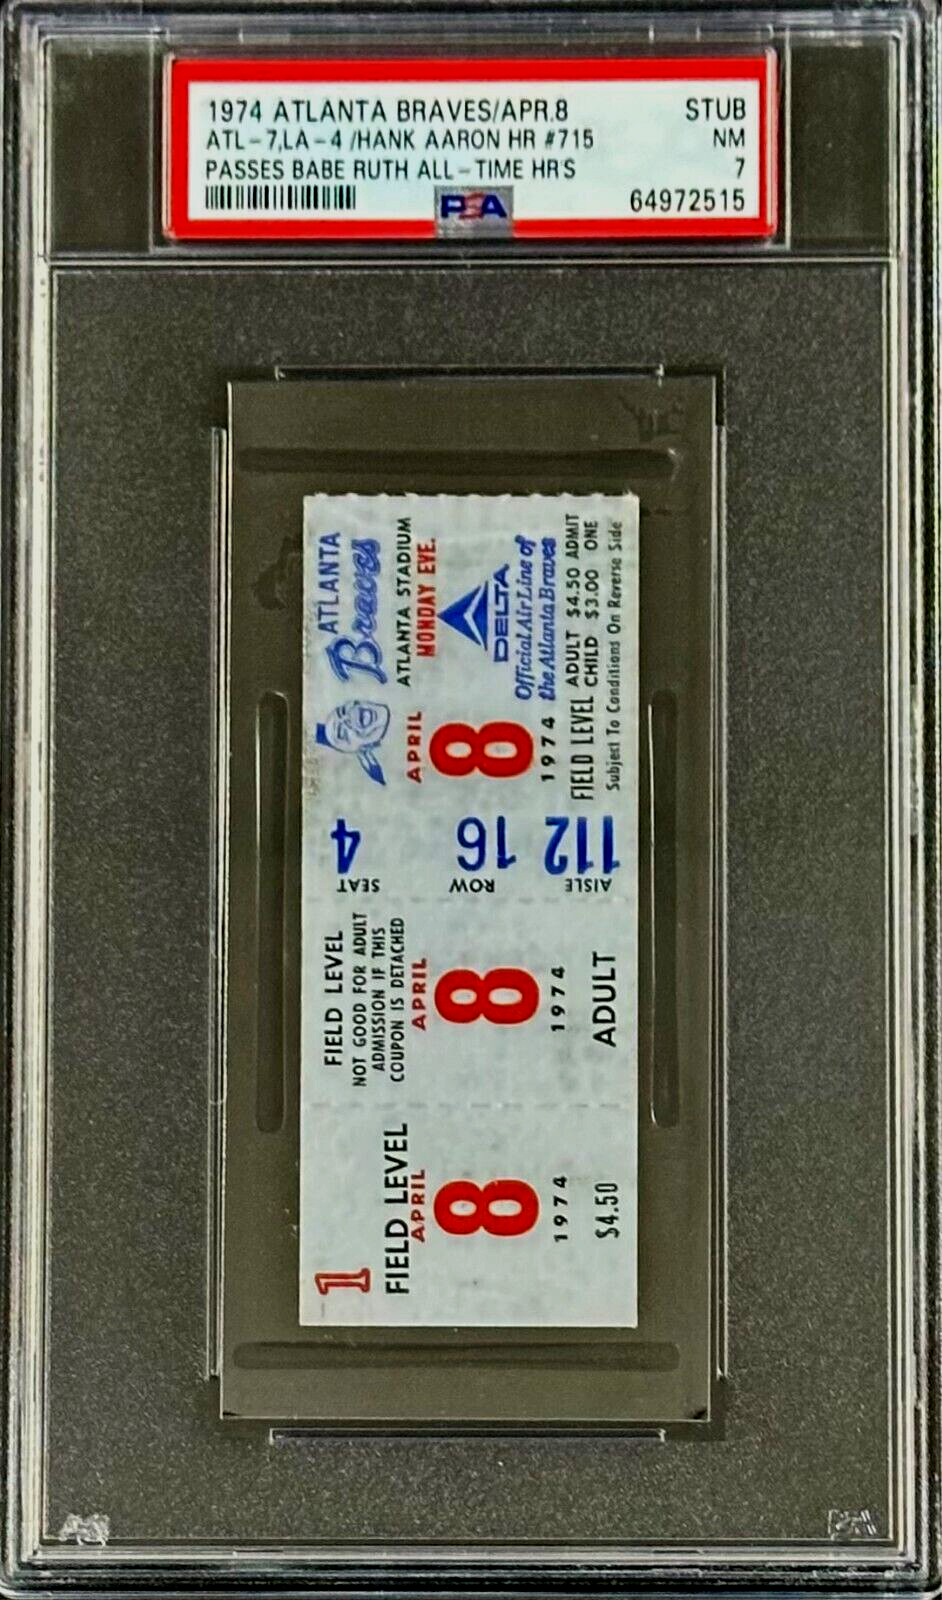 1974 ATLANTA BRAVES/APR.8 STUB
ATL-7,LA-4 /HANK AARON HR #715 NM
PASSES BABE RUTH ALL-TIME HR'S 7
PSA 64972515
ATLANTA
Braves
ATLANTA STADIUM
MONDAY EVE.
APRIL
8
1974
DELTA
Official Air Line of
the Atlanta Braves
FIELD LEVEL
ADULT $4.50 ADMIT
CHILD $3.00 ONE
Subject To Conditions On Reverse Side
SEAT 4
ROW 16
AISLE 112
FIELD LEVEL
NOT GOOD FOR ADULT
ADMISSION IF THIS
COUPON IS DETACHED
APRIL
8
1974
ADULT
1
FIELD LEVEL
APRIL
8
1974
$4.50